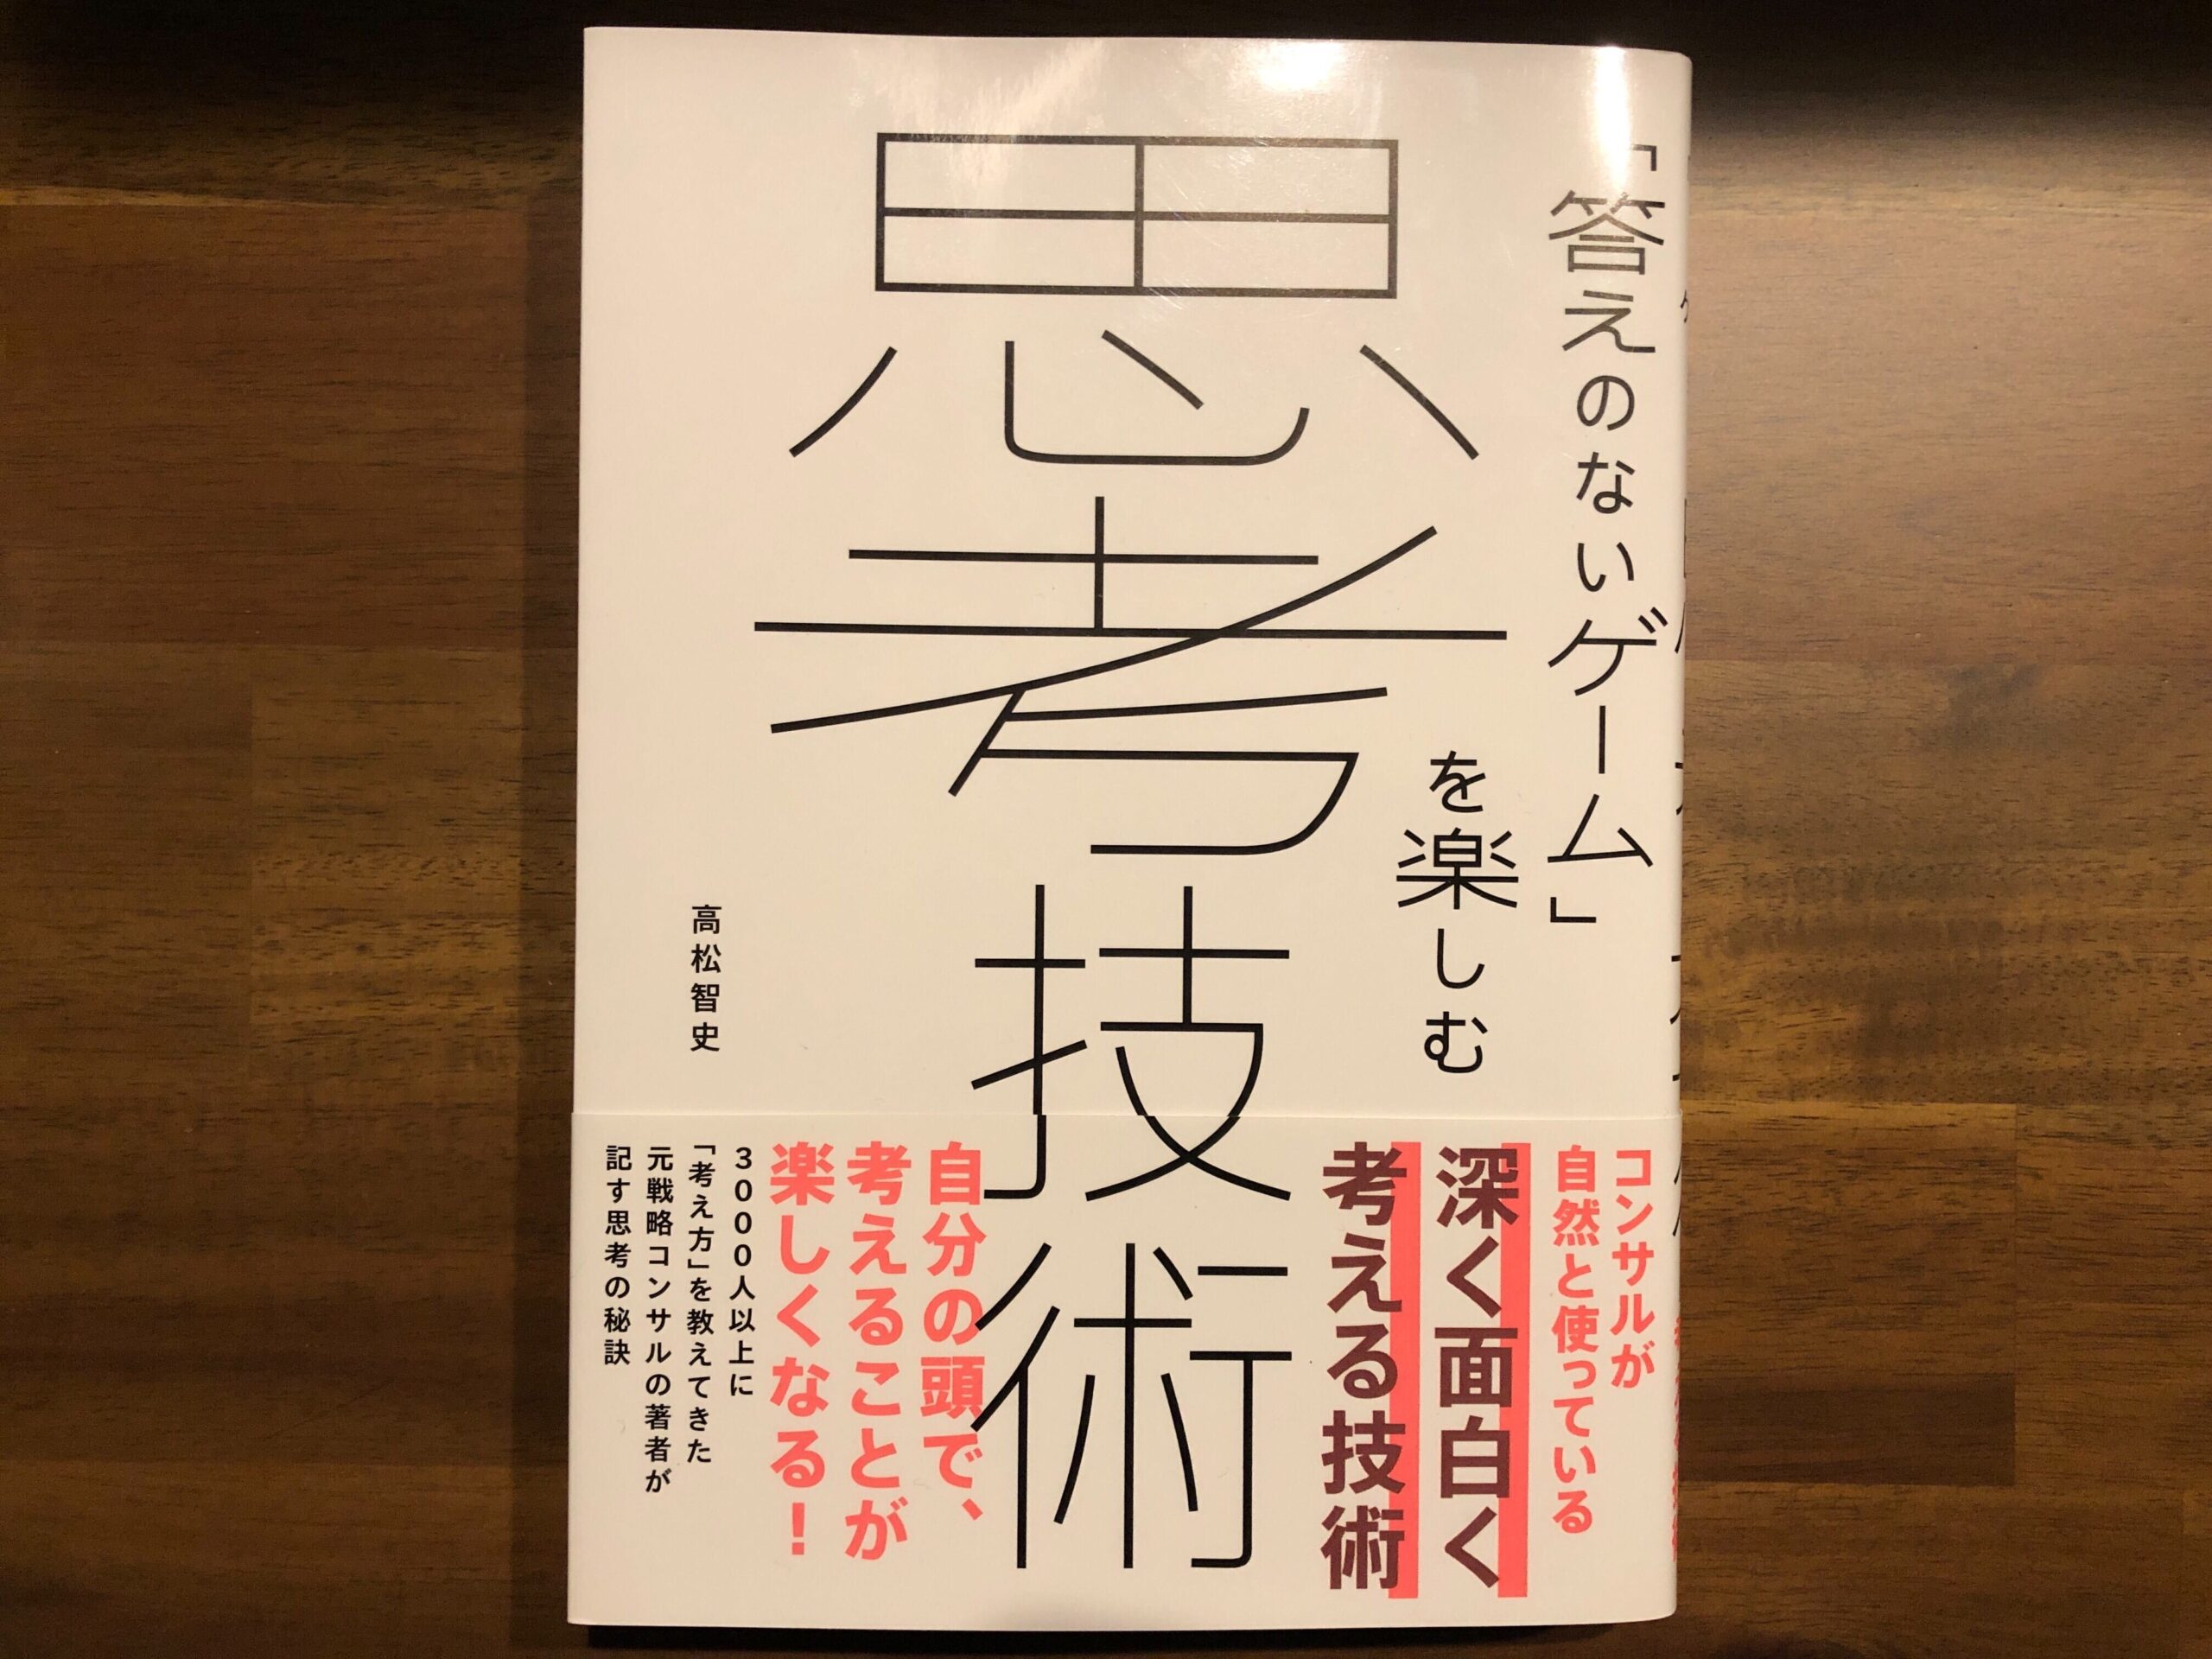 「答えのないゲーム」
を楽しむ
思考技術
高松智史
コンサルが
自然と使っている
深く面白く
考える技術
自分の頭で、
考えることが
楽しくなる！
3000人以上に
「考え方」を教えてきた
元戦略コンサルの著者が
記す思考の秘訣